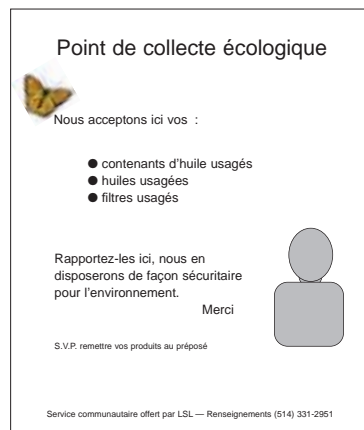 Point de collecte écologique
Nous acceptons ici vos :
● contenants d'huile usagés
● huiles usagées
● filtres usagés
Rapportez-les ici, nous en
disposerons de façon sécuritaire
pour l'environnement.
Merci
S.V.P. remettre vos produits au préposé
Service communautaire offert par LSL — Renseignements (514) 331-2951